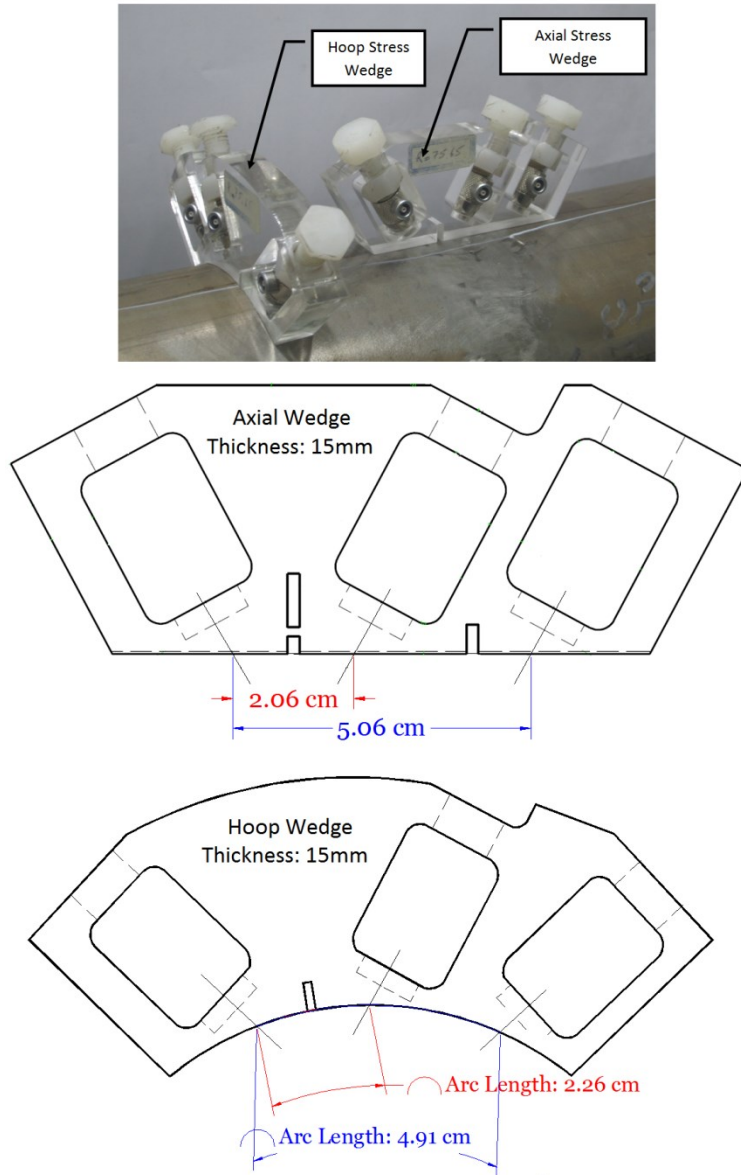 Hoop Stress
Wedge
Axial Stress
Wedge
Axial Wedge
Thickness: 15mm
2.06 cm
5.06 cm
Hoop Wedge
Thickness: 15mm
Arc Length: 2.26 cm
Arc Length: 4.91 cm